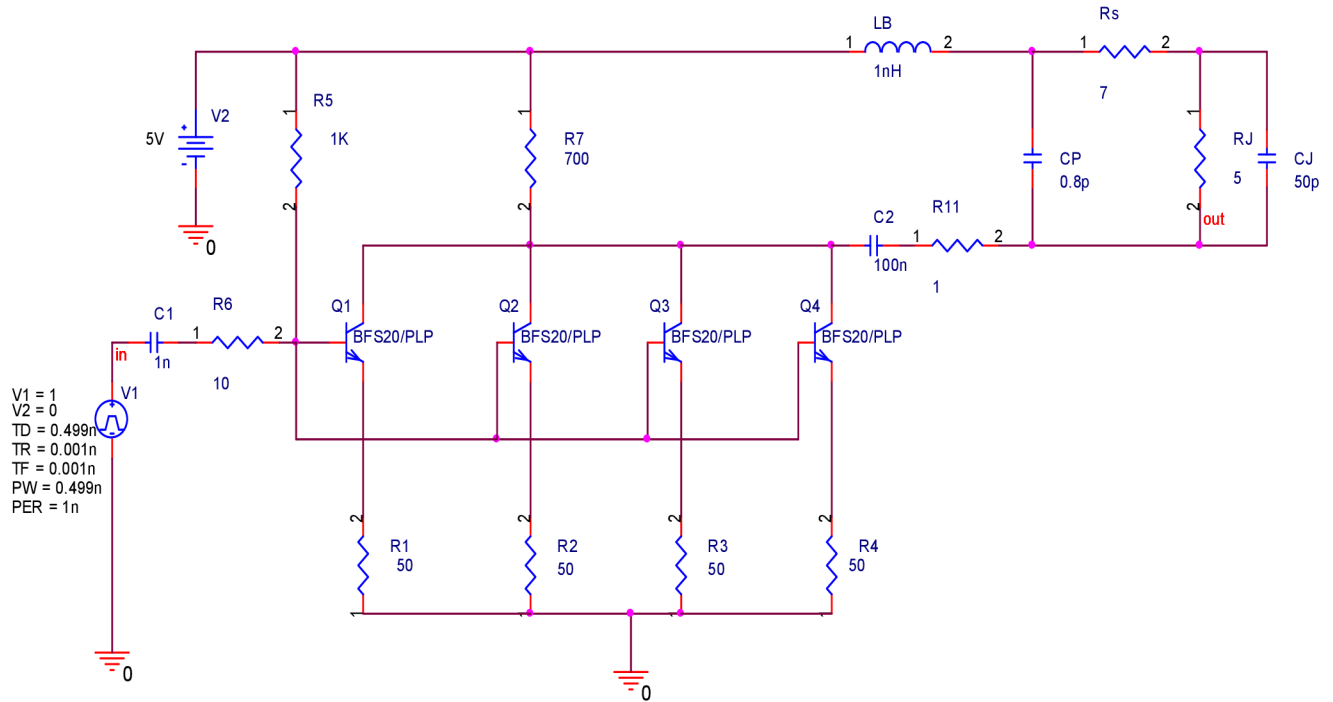 LB
1
2
1nH
Rs
1
2
7
V2
5V
+
-
0
R5
1
1K
2
R7
1
700
2
CP
0.8p
RJ
1
5
2
CJ
50p
out
C2
100n
R11
1
2
1
C1
1n
R6
1
2
10
in
V1
+
-
V1 = 1
V2 = 0
TD = 0.499n
TR = 0.001n
TF = 0.001n
PW = 0.499n
PER = 1n
0
Q1
BFS20/PLP
Q2
BFS20/PLP
Q3
BFS20/PLP
Q4
BFS20/PLP
2
R1
50
1
2
R2
50
1
2
R3
50
1
2
R4
50
1
0